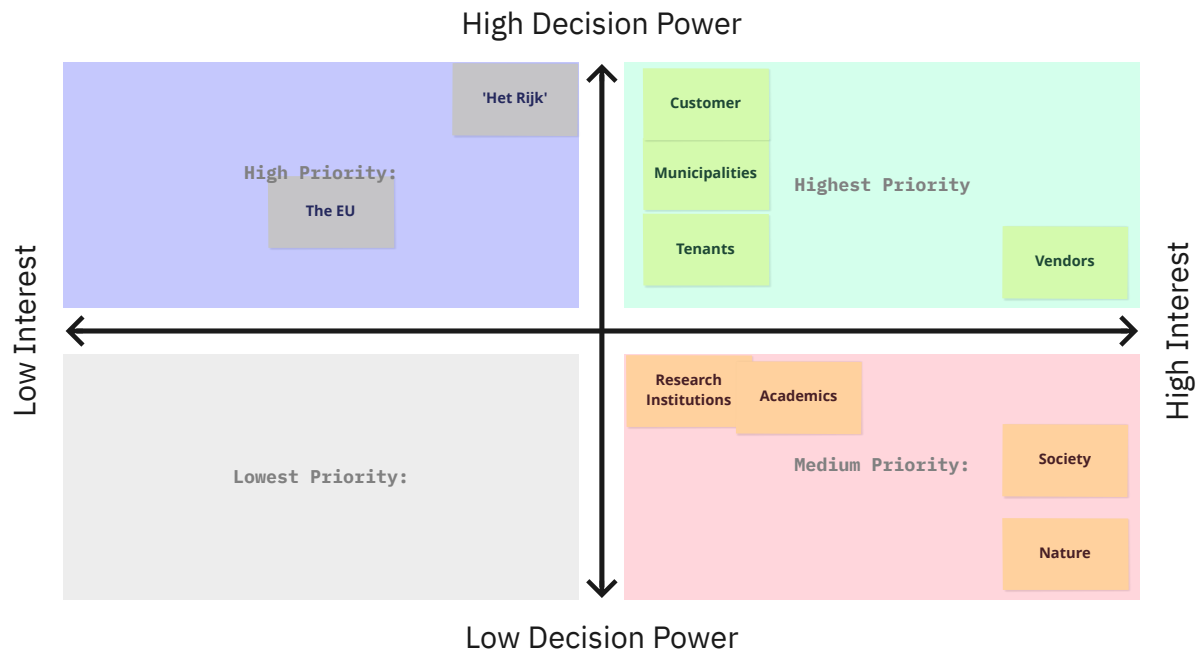 High Decision Power
'Het Rijk'
High Priority:
The EU
Customer
Municipalities
Highest Priority
Tenants
Vendors
Low Interest
High Interest
Research
Institutions
Academics
Lowest Priority:
Medium Priority:
Society
Nature
Low Decision Power